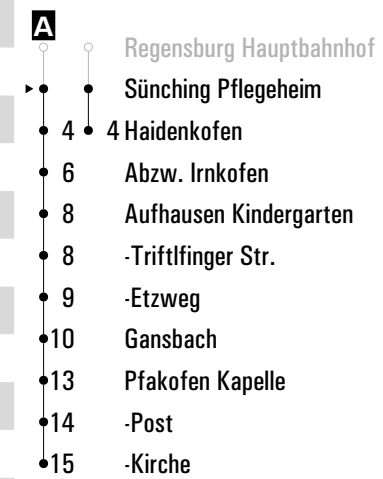 A
Regensburg Hauptbahnhof
Sünching Pflegeheim
4 4 Haidenkofen
6 Abzw. Irnkofen
8 Aufhausen Kindergarten
8 -Triftlfinger Str.
9 -Etzweg
10 Gansbach
13 Pfakofen Kapelle
14 -Post
15 -Kirche